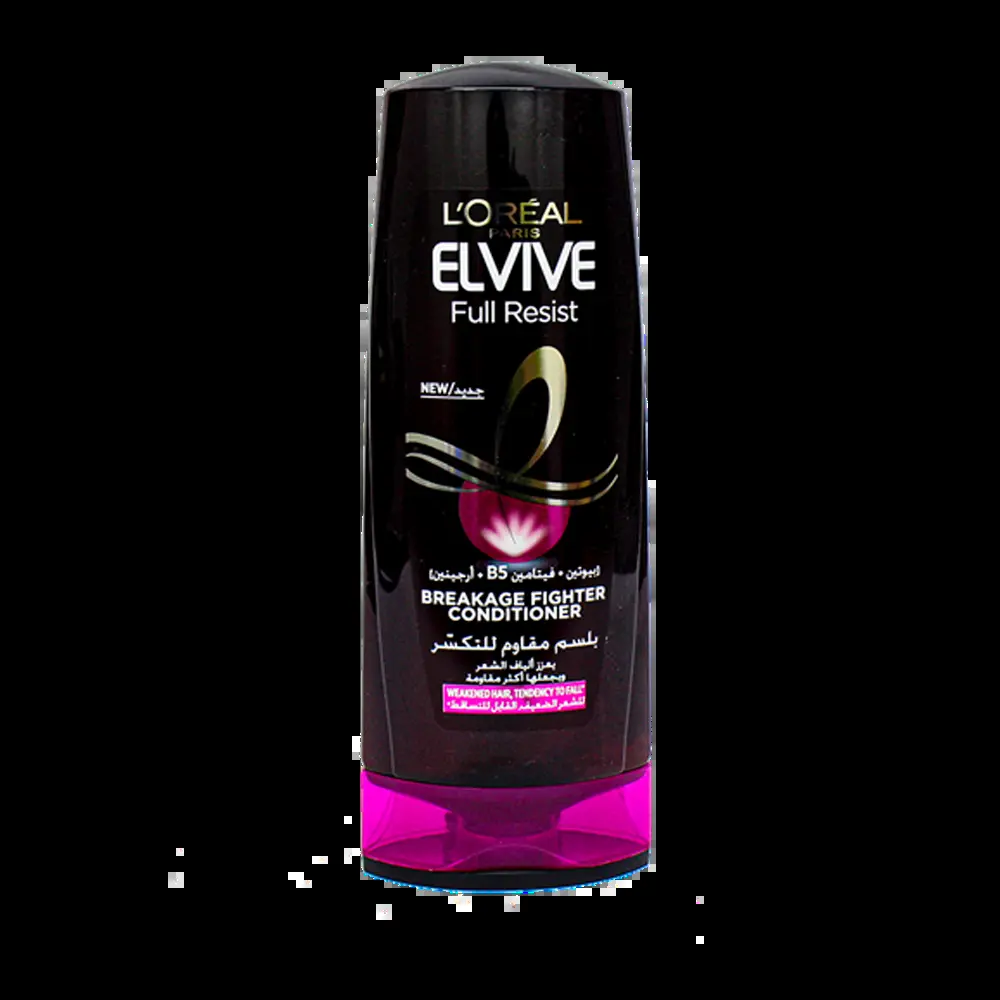 L'ORÉAL
PARIS
ELVIVE
Full Resist
NEW/جديد
(بيوتين + فيتامين B5 + أرجينين)
BREAKAGE FIGHTER
CONDITIONER
بلسم مقاوم للتكسّر
يعزز ألياف الشعر
ويجعلها أكثر مقاومة
WEAKENED HAIR, TENDENCY TO FALL*
للشعر الضعيف، القابل للتساقط*